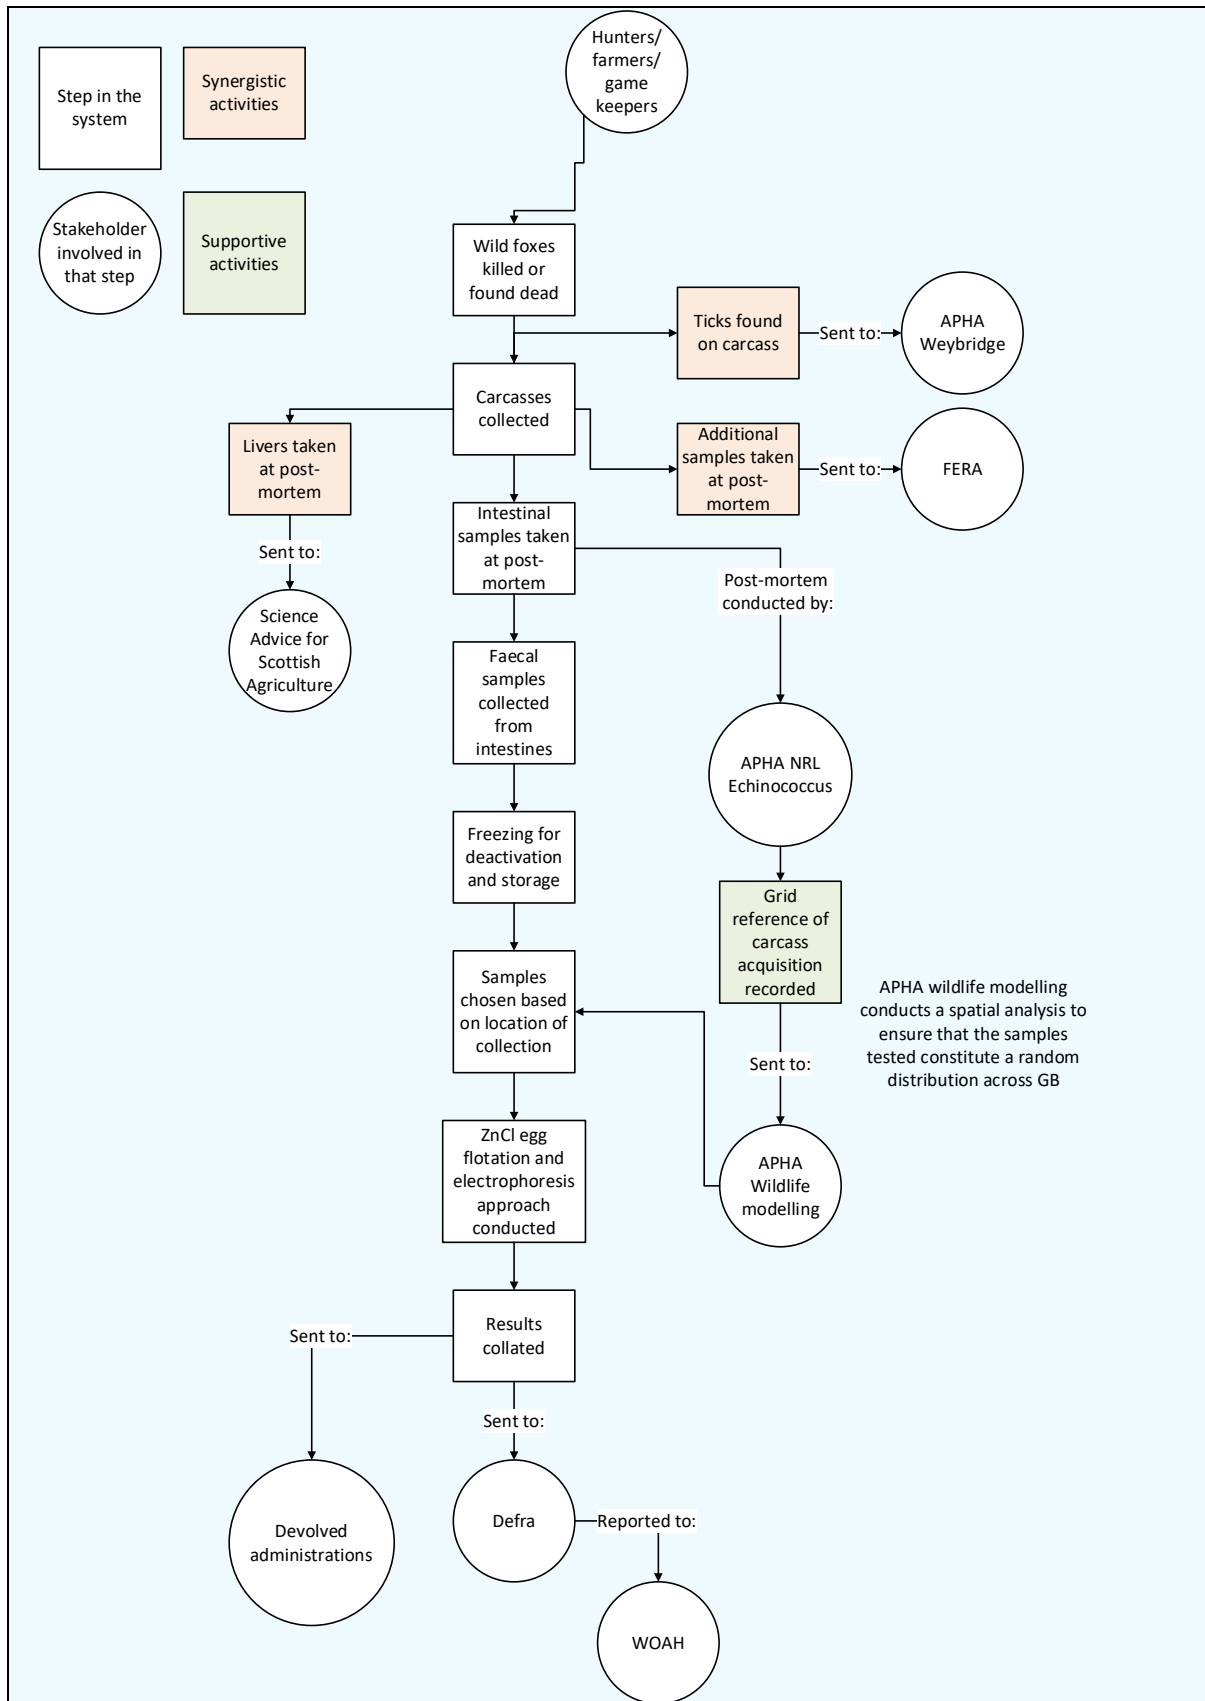 Hunters/
farmers/
game
keepers
Step in the
system
Synergistic
activities
Stakeholder
involved in
that step
Supportive
activities
Wild foxes
killed or
found dead
Ticks found
on carcass
Sent to:
APHA
Weybridge
Carcasses
collected
Livers taken
at post-
mortem
Additional
samples taken
at post-
mortem
Sent to:
FERA
Intestinal
samples taken
at post-
mortem
Sent to:
Science
Advice for
Scottish
Agriculture
Post-mortem
conducted by:
Faecal
samples
collected
from
intestines
APHA NRL
Echinococcus
Freezing for
deactivation
and storage
Grid
reference of
carcass
acquisition
recorded
Samples
chosen based
on location of
collection
APHA wildlife modelling
conducts a spatial analysis to
ensure that the samples
tested constitute a random
distribution across GB
Sent to:
ZnCl egg
flotation and
electrophoresis
approach
conducted
APHA
Wildlife
modelling
Results
collated
Sent to:
Sent to:
Devolved
administrations
Defra
Reported to:
WOAH